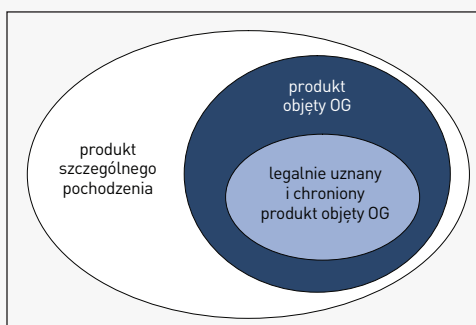 produkt
objęty OG
produkt
szczególnego
pochodzenia
legalnie uznany
i chroniony
produkt objęty OG